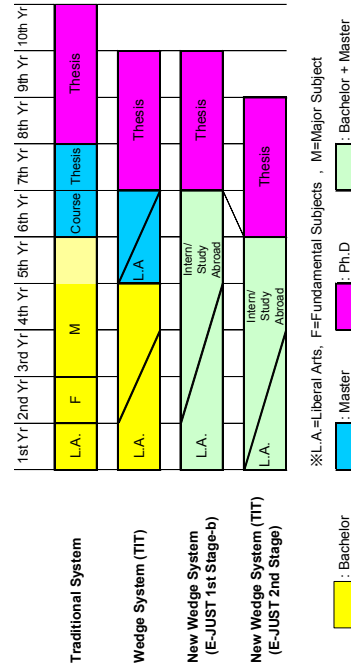 1st Yr 2nd Yr 3rd Yr 4th Yr 5th Yr 6th Yr 7th Yr 8th Yr 9th Yr 10th Yr
Traditional System
L.A. F M Course Thesis Thesis
Wedge System (TIT)
L.A. L.A Thesis
New Wedge System (TIT)
(E-JUST 1st Stage-b)
L.A.
Intern/
Study
Abroad
Thesis
New Wedge System (TIT)
(E-JUST 2nd Stage)
L.A.
Intern/
Study
Abroad
Thesis
※L.A.=Liberal Arts, F=Fundamental Subjects , M=Major Subject
: Bachelor : Master : Ph.D : Bachelor + Master